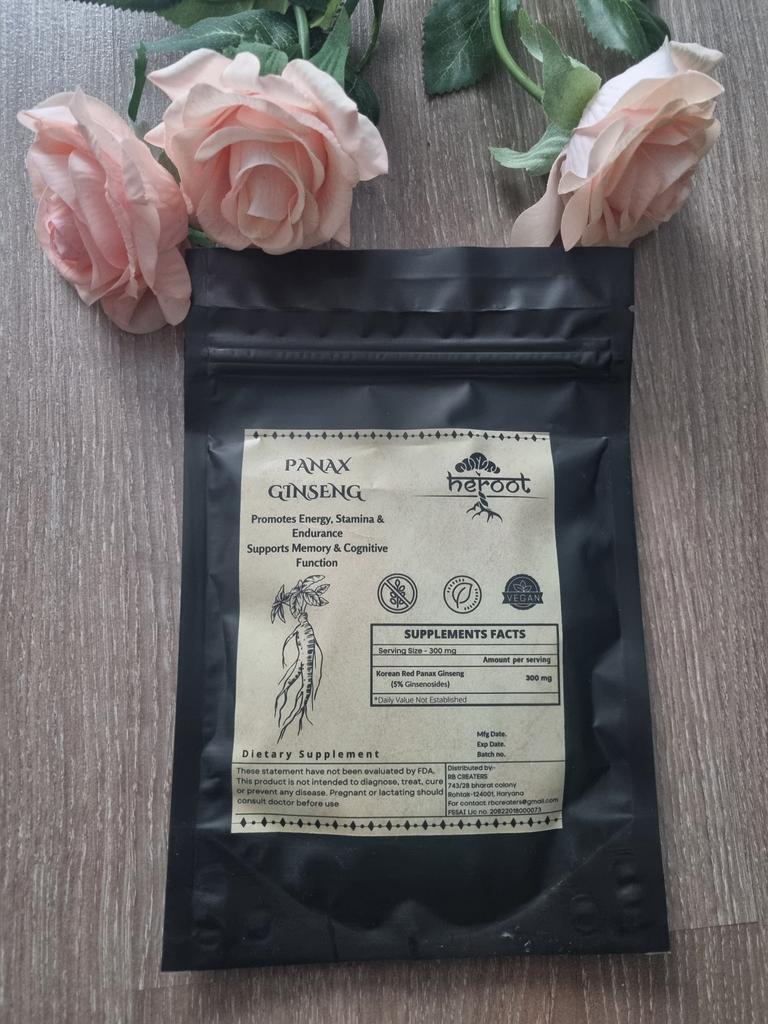 PANAX
GINSENG
heroot
Promotes Energy, Stamina &
Endurance
Supports Memory & Cognitive
Function
VEGAN
SUPPLEMENTS FACTS
Serving Size - 300 mg
Amount per serving
Korean Red Panax Ginseng 300 mg
(5% Ginsenosides)
*Daily Value Not Established
Mfg Date.
Exp Date.
Batch no.
Dietary Supplement
These statement have not been evaluated by FDA,
This product is not intended to diagnose, treat, cure
or prevent any disease. Pregnant or lactating should
consult doctor before use
Distributed by:-
RB CREATERS
743/28 bharat colony
Rohtak-124001, Haryana
For contact: rbcreaters@gmail.com
FSSAI Lic no. 20822018000073